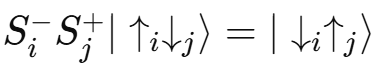 S_i^- S_j^+ | ↑_i ↓_j ⟩ = | ↓_i ↑_j ⟩